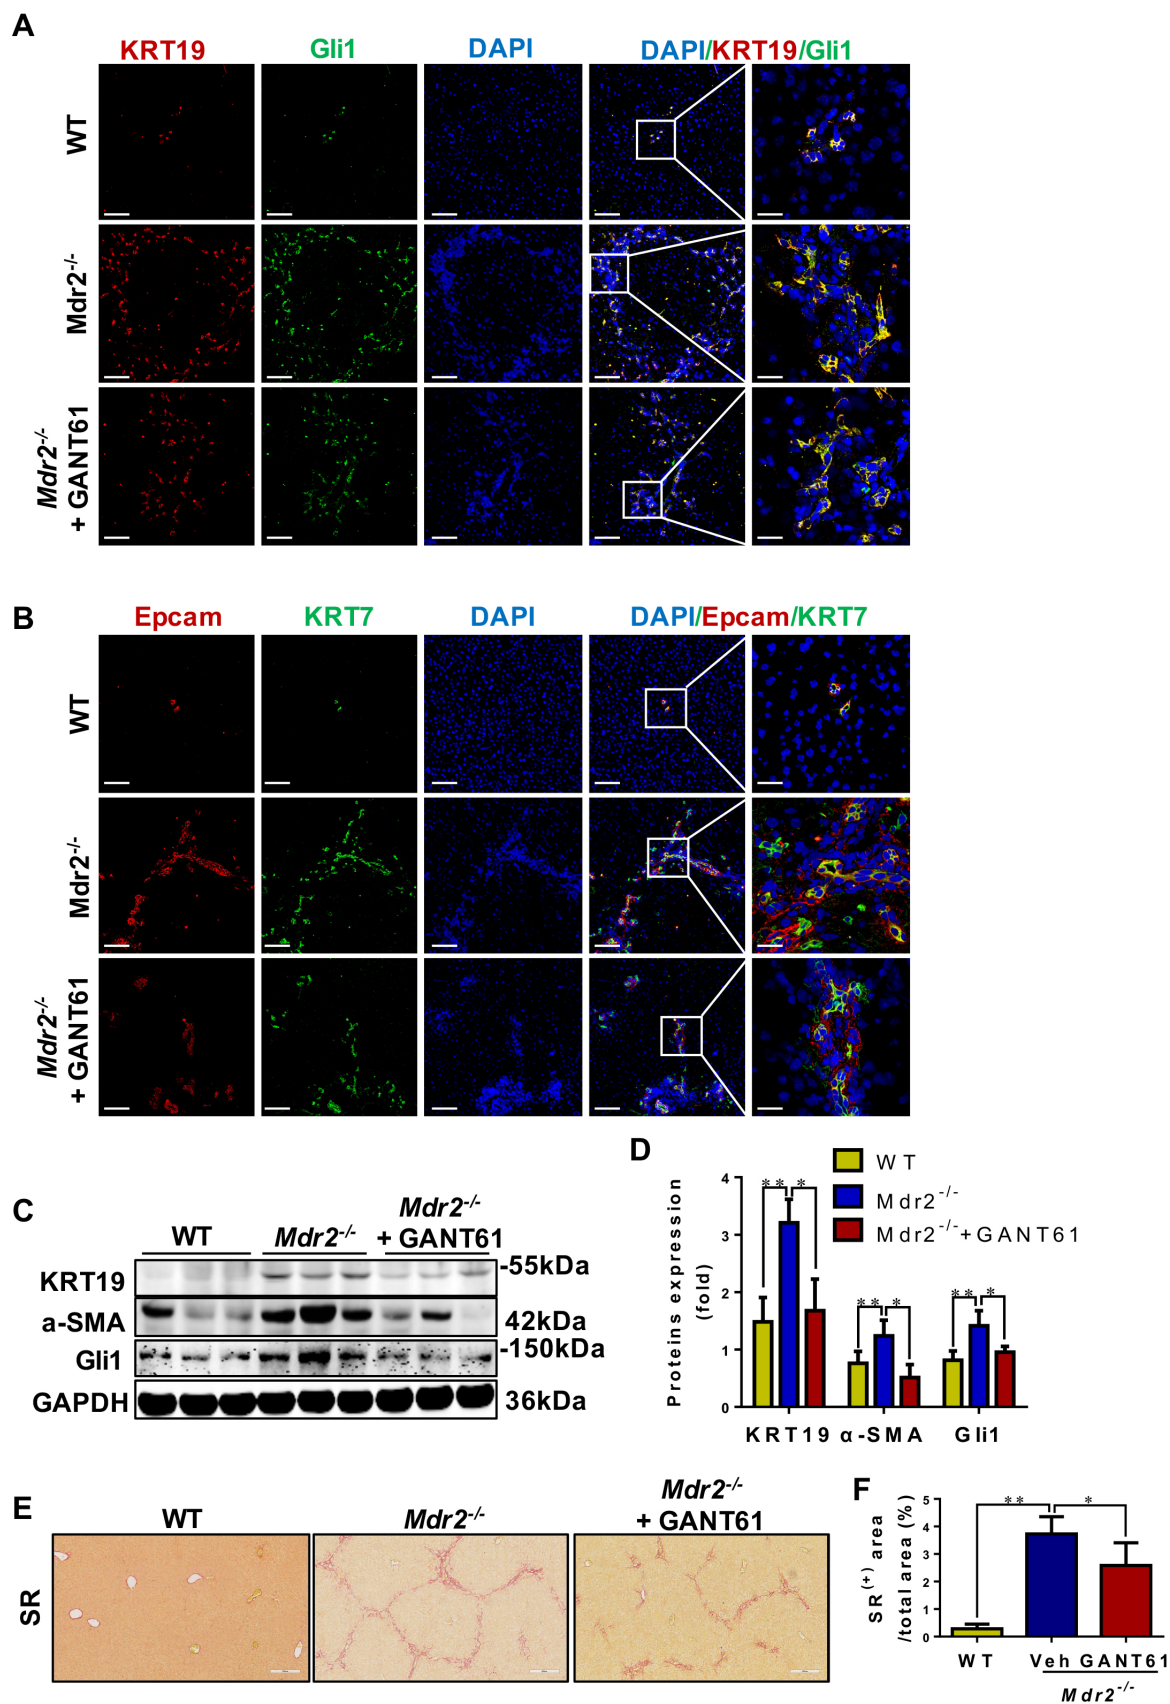 A
KRT19 Gli1 DAPI DAPI/KRT19/Gli1
WT
Mdr2-/-
Mdr2-/-
+ GANT61
B
Epcam KRT7 DAPI DAPI/Epcam/KRT7
WT
Mdr2-/-
Mdr2-/-
+ GANT61
C
WT Mdr2-/- Mdr2-/-
+ GANT61
KRT19 -55kDa
a-SMA 42kDa
Gli1 -150kDa
GAPDH 36kDa
D
WT
Mdr2-/-
Mdr2-/-+GANT61
Proteins expression
(fold)
4
3
2
1
0
** *
** *
** *
KRT19 α-SMA Gli1
E
WT Mdr2-/- Mdr2-/-
+ GANT61
SR
F
SR(+) area
/total area (%)
5
4
3
2
1
0
** *
WT Veh GANT61
Mdr2-/-